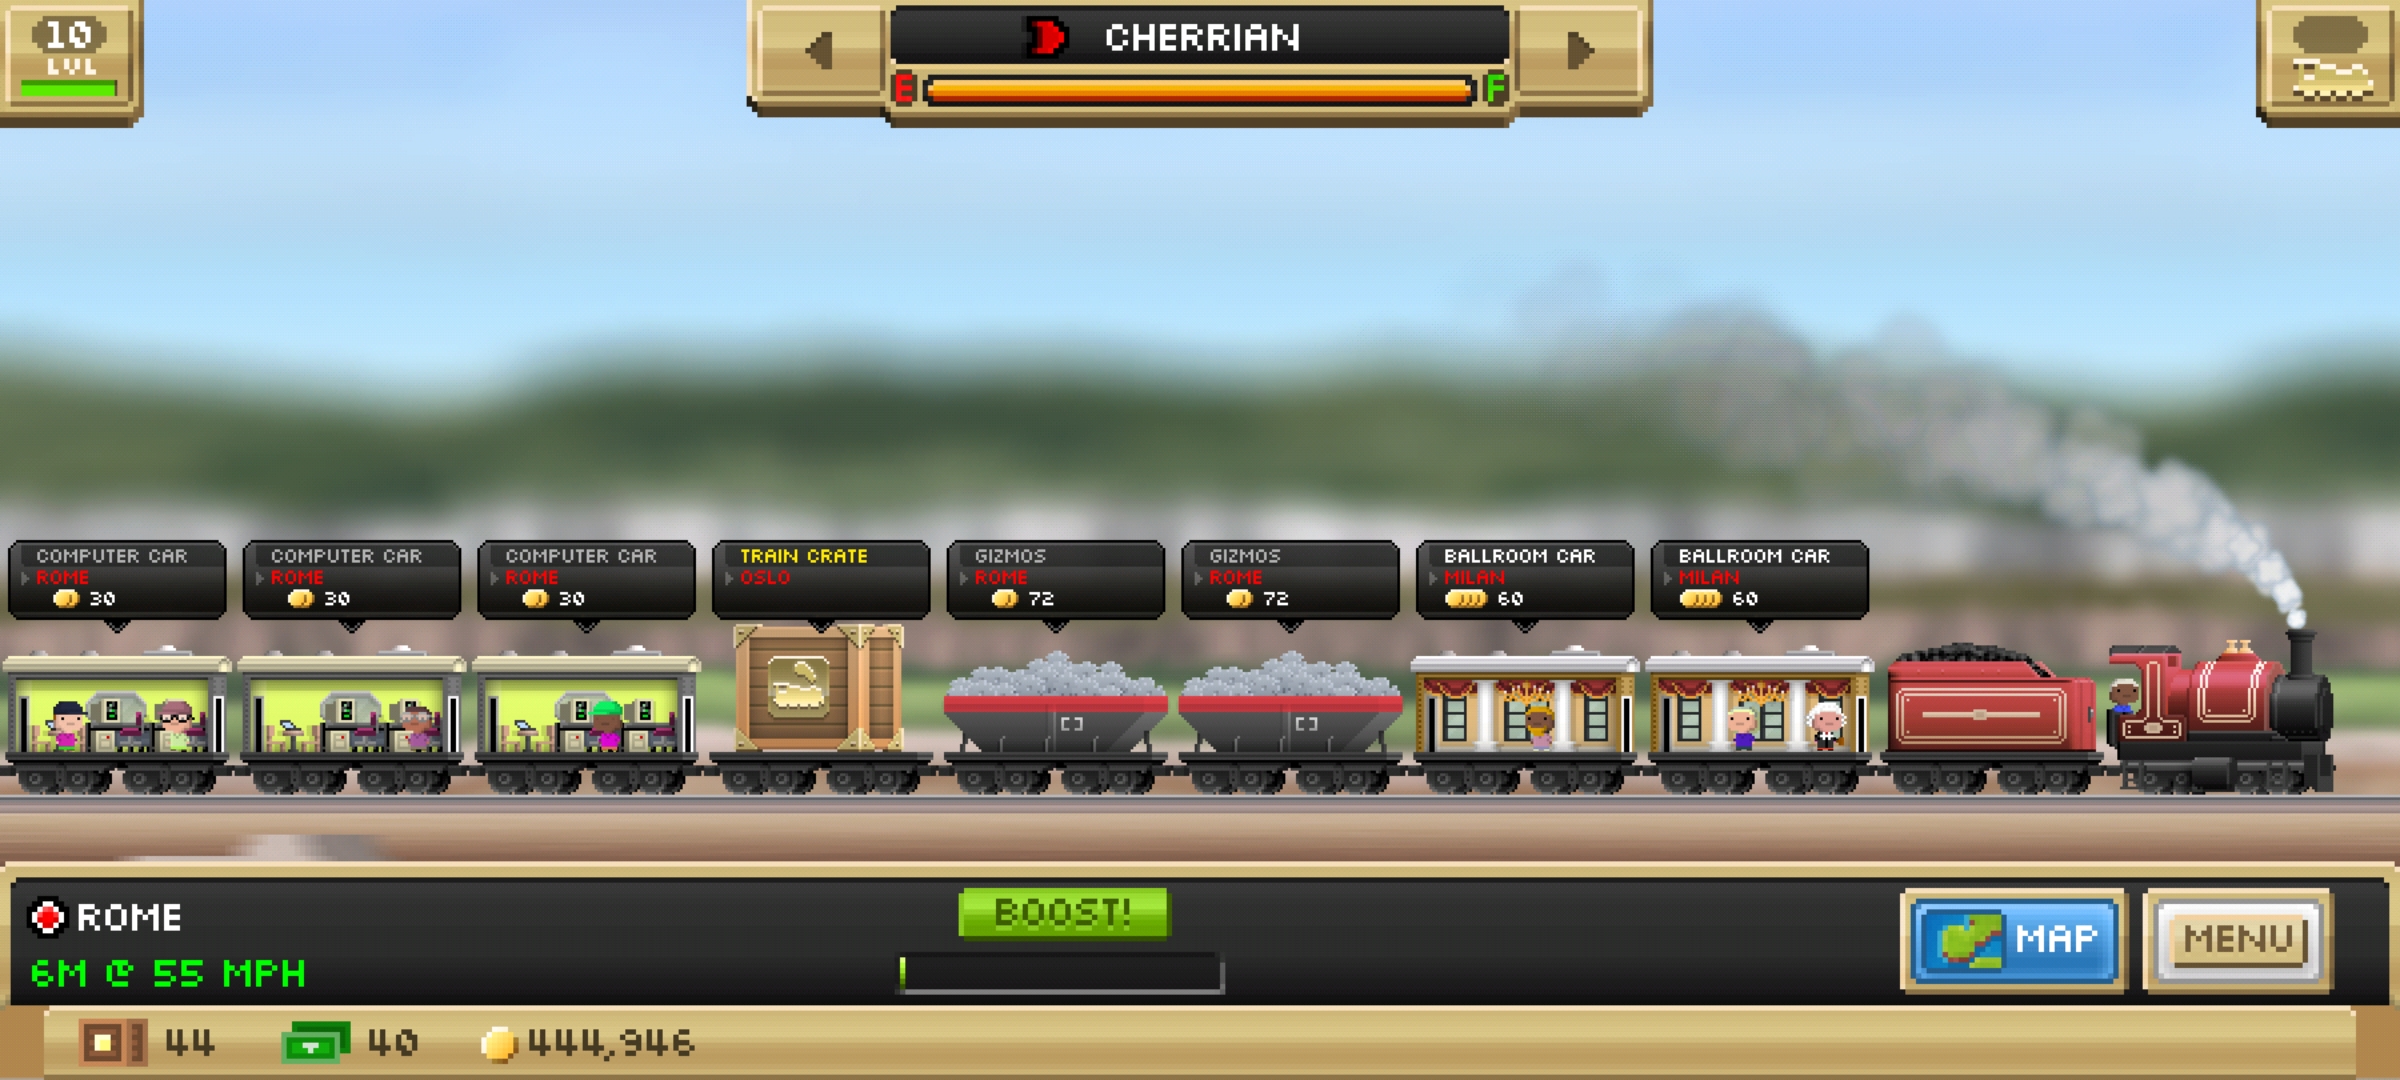 10
LVL
CHERRIAN
E F
COMPUTER CAR
ROME
30
COMPUTER CAR
ROME
30
COMPUTER CAR
ROME
30
TRAIN CRATE
OSLO
GIZMOS
ROME
72
GIZMOS
ROME
72
BALLROOM CAR
MILAN
60
BALLROOM CAR
MILAN
60
ROME
6M @ 55 MPH
BOOST!
MAP
MENU
44
40
444,946